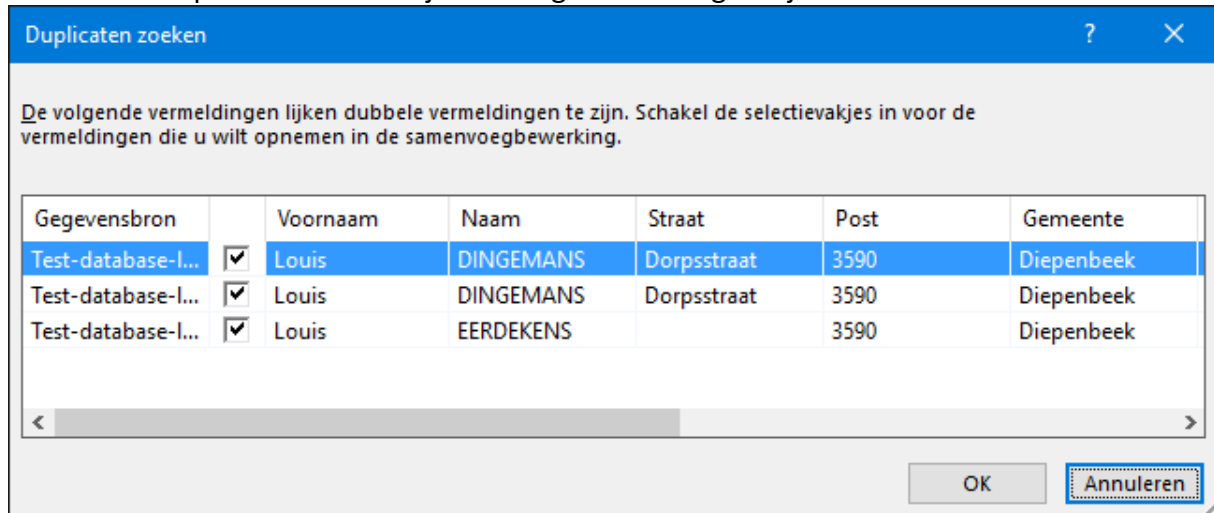 Duplicaten zoeken ?
De volgende vermeldingen lijken dubbele vermeldingen te zijn. Schakel de selectievakjes in voor de
vermeldingen die u wilt opnemen in de samenvoegbewerking.
Gegevensbron Voornaam Naam Straat Post Gemeente
Test-database-l... Louis DINGEMANS Dorpsstraat 3590 Diepenbeek
Test-database-l... Louis DINGEMANS Dorpsstraat 3590 Diepenbeek
Test-database-l... Louis EERDEKENS 3590 Diepenbeek
OK Annuleren